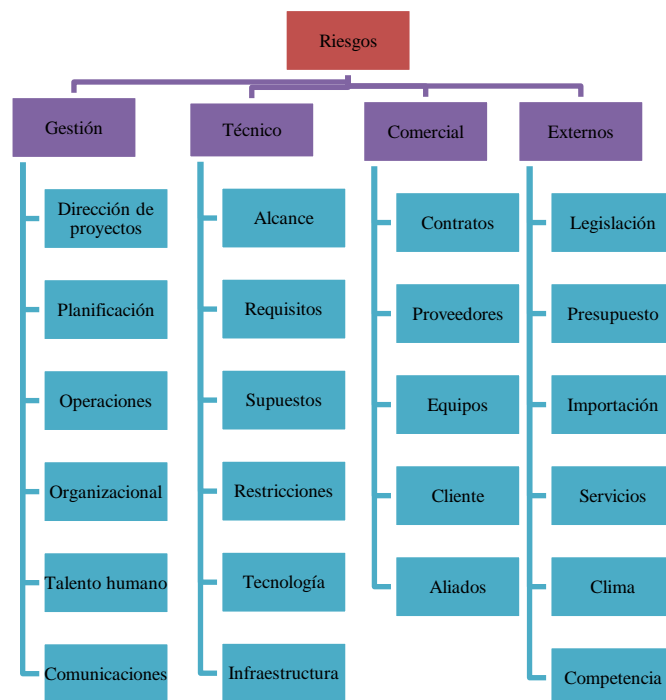 Riesgos
Gestión
Técnico
Comercial
Externos
Dirección de
proyectos
Planificación
Operaciones
Organizacional
Talento humano
Comunicaciones
Alcance
Requisitos
Supuestos
Restricciones
Tecnología
Infraestructura
Contratos
Proveedores
Equipos
Cliente
Aliados
Legislación
Presupuesto
Importación
Servicios
Clima
Competencia